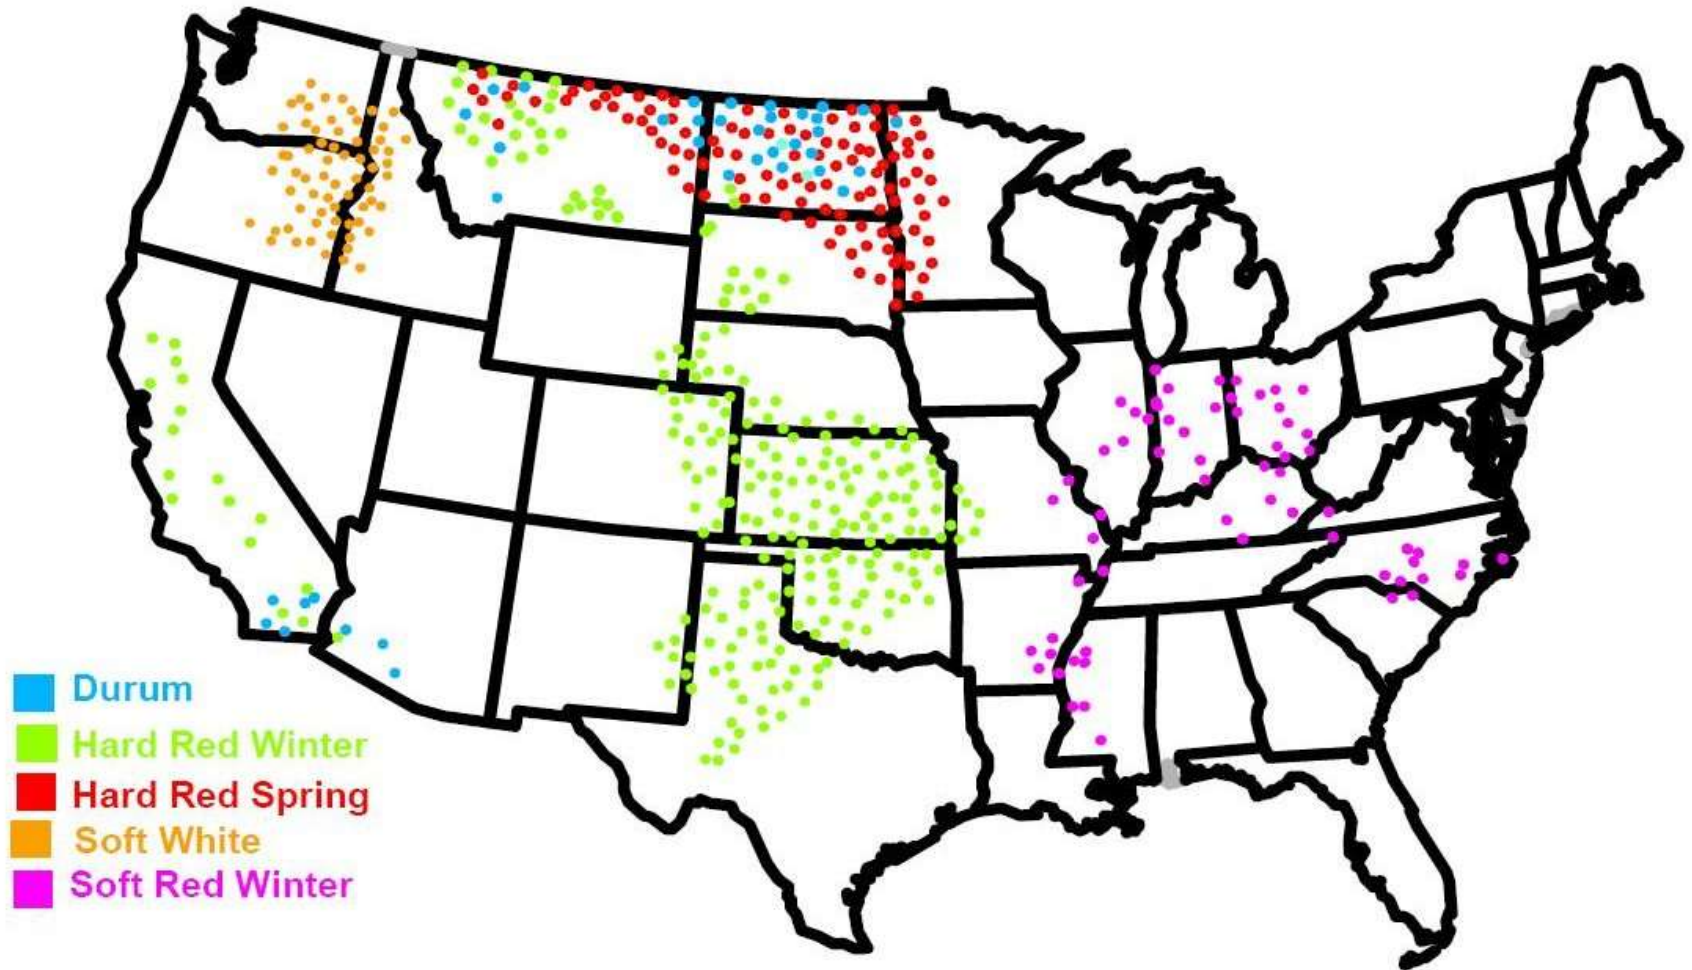 Durum
Hard Red Winter
Hard Red Spring
Soft White
Soft Red Winter